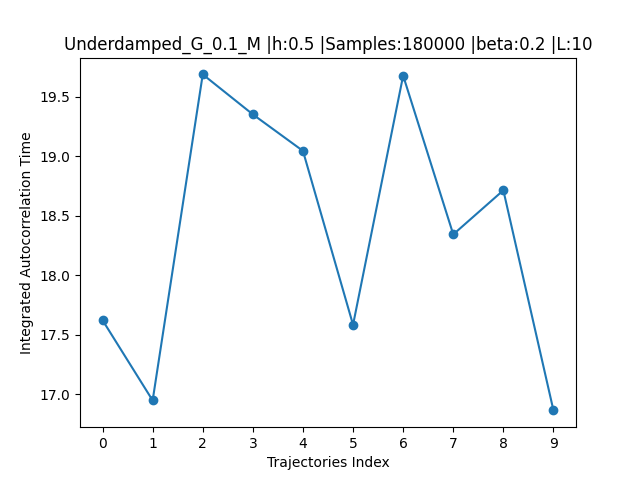 Underdamped_G_0.1_M |h:0.5 |Samples:180000 |beta:0.2 |L:10
Integrated Autocorrelation Time
19.5
19.0
18.5
18.0
17.5
17.0
0 1 2 3 4 5 6 7 8 9
Trajectories Index